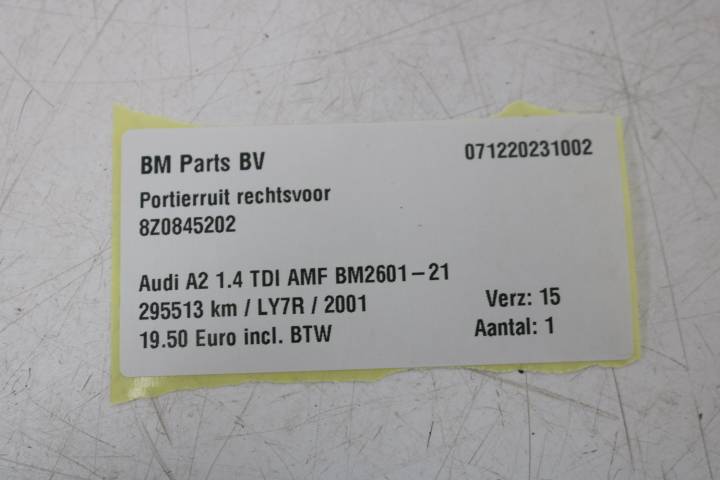 BM Parts BV 071220231002
Portierruit rechtsvoor
8Z0845202
Audi A2 1.4 TDI AMF BM2601-21
295513 km / LY7R / 2001 Verz: 15
19.50 Euro incl. BTW Aantal: 1